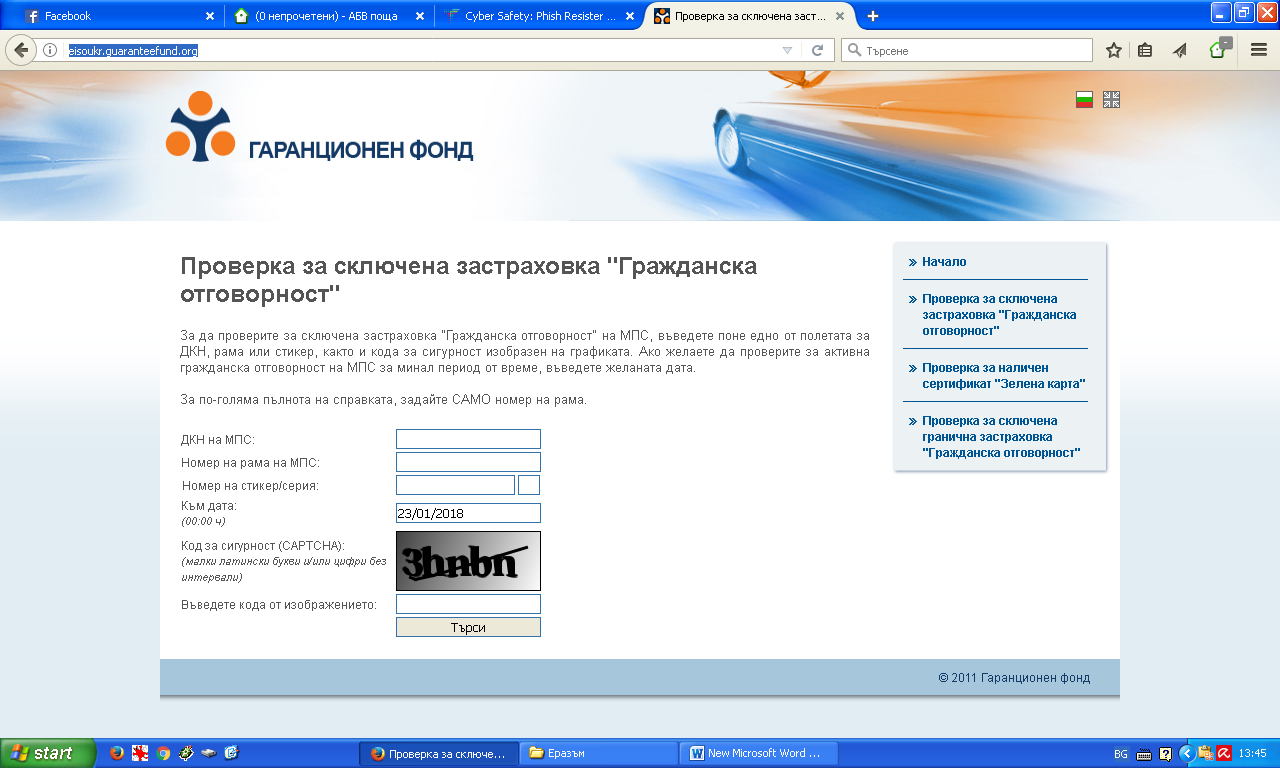 Facebook
(0 непрочетени) - АБВ поща
Cyber Safety: Phish Resister ...
Проверка за сключена заст...
eisoukr.guaranteefund.org
Търсене
ГАРАНЦИОНЕН ФОНД
Проверка за сключена застраховка "Гражданска
отговорност"
За да проверите за сключена застраховка "Гражданска отговорност" на МПС, въведете поне едно от полетата за
ДКН, рама или стикер, както и кода за сигурност изобразен на графиката. Ако желаете да проверите за активна
гражданска отговорност на МПС за минал период от време, въведете желаната дата.
За по-голяма пълнота на справката, задайте САМО номер на рама.
ДКН на МПС:
Номер на рама на МПС:
Номер на стикер/серия:
Към дата:
(00:00 ч)
23/01/2018
Код за сигурност (CAPTCHA):
(малки латински букви и/или цифри без
интервали)
3hnbn
Въведете кода от изображението:
Търси
» Начало
» Проверка за сключена
застраховка "Гражданска
отговорност"
» Проверка за наличен
сертификат "Зелена карта"
» Проверка за сключена
гранична застраховка
"Гражданска отговорност"
© 2011 Гаранционен фонд
start
Проверка за сключе...
Еразъм
New Microsoft Word ...
BG
13:45